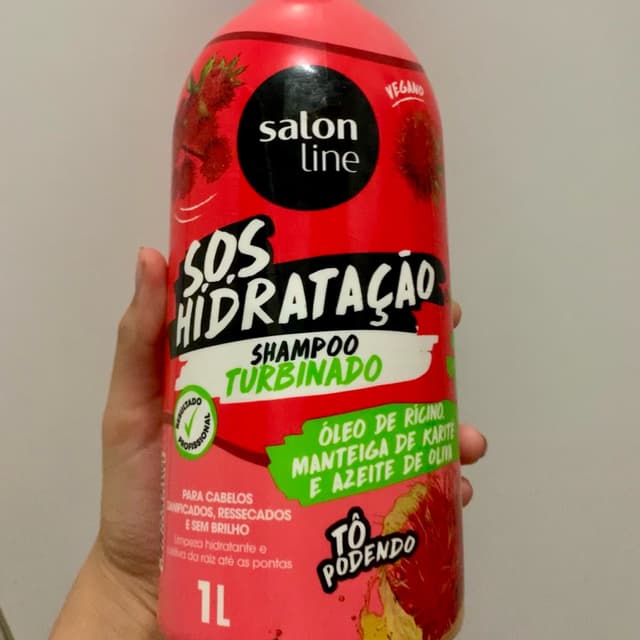 salon
line
VEGANO
S.O.S
HIDRATAÇÃO
SHAMPOO
TURBINADO
RESULTADO
PROFISSIONAL
ÓLEO DE RÍCINO,
MANTEIGA DE KARITÉ
E AZEITE DE OLIVA
PARA CABELOS
DANIFICADOS, RESSECADOS
E SEM BRILHO
Limpeza hidratante e
da raiz até as pontas
TÔ
PODENDO
1L